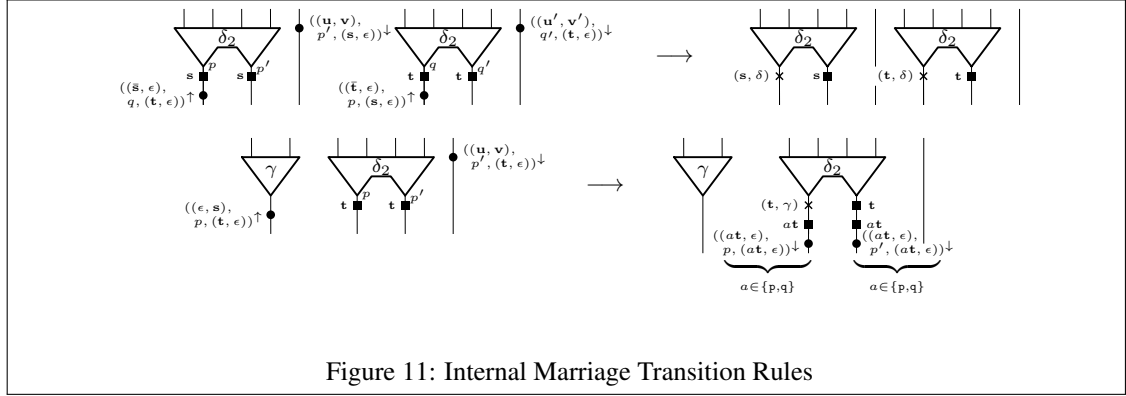 δ₂ ((u, v), p′, (s, ϵ))↓ δ₂ ((u′, v′), q′, (t, ϵ))↓ ⟶ δ₂ δ₂
s p s p′ t q t q′ (s, δ) s (t, δ) t
((s̄, ϵ), q, (t, ϵ))↑ ((t̄, ϵ), p, (s, ϵ))↑
γ δ₂ ((u, v), p′, (t, ϵ))↓ ⟶ γ δ₂
t p t p′ (t, γ) t
((ϵ, s), p, (t, ϵ))↑ at at
((at, ϵ), p, (at, ϵ))↓ ((at, ϵ), p′, (at, ϵ))↓
a∈{p,q} a∈{p,q}
Figure 11: Internal Marriage Transition Rules